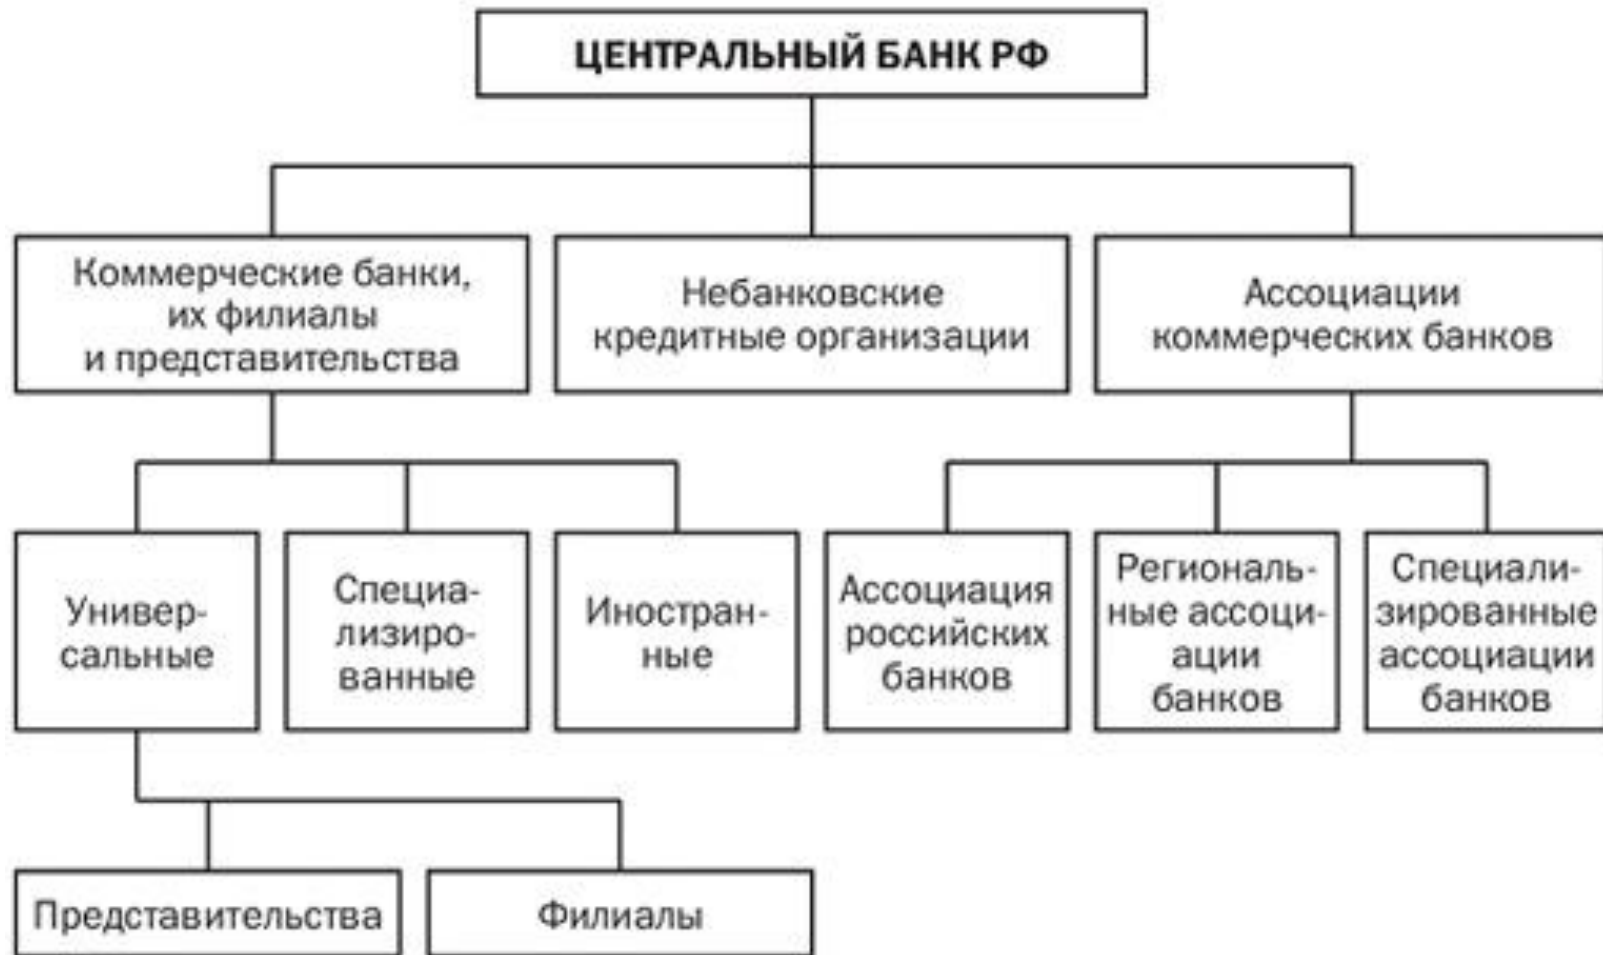 ЦЕНТРАЛЬНЫЙ БАНК РФ
Коммерческие банки,
их филиалы
и представительства
Небанковские
кредитные организации
Ассоциации
коммерческих банков
Универ-
сальные
Специа-
лизиро-
ванные
Иностран-
ные
Ассоциация
российских
банков
Региональ-
ные ассоци-
ации
банков
Специали-
зированные
ассоциации
банков
Представительства
Филиалы